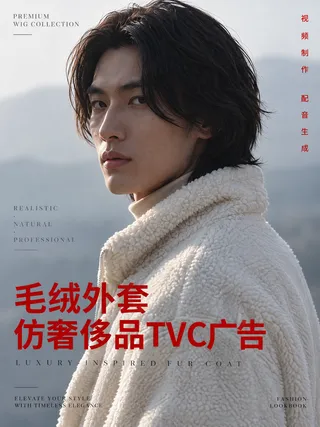 PREMIUM
WIG COLLECTION
视频制作 配音生成
REALISTIC
NATURAL
PROFESSIONAL
毛绒外套
仿奢侈品TVC广告
LUXURY-INSPIRED FUR COAT
ELEVATE YOUR STYLE
WITH TIMELESS ELEGANCE
FASHION
LOOKBOOK